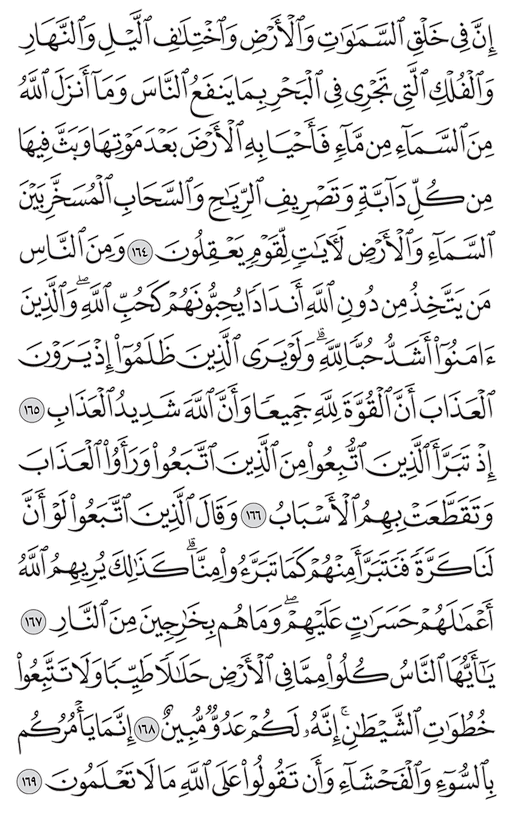 إِنَّ فِى خَلْقِ ٱلسَّمَٰوَٰتِ وَٱلْأَرْضِ وَٱخْتِلَٰفِ ٱلَّيْلِ وَٱلنَّهَارِ
وَٱلْفُلْكِ ٱلَّتِى تَجْرِى فِى ٱلْبَحْرِ بِمَا يَنفَعُ ٱلنَّاسَ وَمَآ أَنزَلَ ٱللَّهُ
مِنَ ٱلسَّمَآءِ مِن مَّآءٍ فَأَحْيَا بِهِ ٱلْأَرْضَ بَعْدَ مَوْتِهَا وَبَثَّ فِيهَا
مِن كُلِّ دَآبَّةٍ وَتَصْرِيفِ ٱلرِّيَٰحِ وَٱلسَّحَابِ ٱلْمُسَخَّرِ بَيْنَ
ٱلسَّمَآءِ وَٱلْأَرْضِ لَءَايَٰتٍ لِّقَوْمٍ يَعْقِلُونَ ١٦٤ وَمِنَ ٱلنَّاسِ
مَن يَتَّخِذُ مِن دُونِ ٱللَّهِ أَندَادًا يُحِبُّونَهُمْ كَحُبِّ ٱللَّهِ ۖ وَٱلَّذِينَ
ءَامَنُوٓا۟ أَشَدُّ حُبًّا لِّلَّهِ ۗ وَلَوْ يَرَى ٱلَّذِينَ ظَلَمُوٓا۟ إِذْ يَرَوْنَ
ٱلْعَذَابَ أَنَّ ٱلْقُوَّةَ لِلَّهِ جَمِيعًا وَأَنَّ ٱللَّهَ شَدِيدُ ٱلْعَذَابِ ١٦٥
إِذْ تَبَرَّأَ ٱلَّذِينَ ٱتُّبِعُوا۟ مِنَ ٱلَّذِينَ ٱتَّبَعُوا۟ وَرَأَوُا۟ ٱلْعَذَابَ
وَتَقَطَّعَتْ بِهِمُ ٱلْأَسْبَابُ ١٦٦ وَقَالَ ٱلَّذِينَ ٱتَّبَعُوا۟ لَوْ أَنَّ
لَنَا كَرَّةً فَنَتَبَرَّأَ مِنْهُمْ كَمَا تَبَرَّءُوا۟ مِنَّا ۗ كَذَٰلِكَ يُرِيهِمُ ٱللَّهُ
أَعْمَٰلَهُمْ حَسَرَٰتٍ عَلَيْهِمْ ۖ وَمَا هُم بِخَٰرِجِينَ مِنَ ٱلنَّارِ ١٦٧
يَٰٓأَيُّهَا ٱلنَّاسُ كُلُوا۟ مِمَّا فِى ٱلْأَرْضِ حَلَٰلًا طَيِّبًا وَلَا تَتَّبِعُوا۟
خُطُوَٰتِ ٱلشَّيْطَٰنِ ۚ إِنَّهُۥ لَكُمْ عَدُوٌّ مُّبِينٌ ١٦٨ إِنَّمَا يَأْمُرُكُم
بِٱلسُّوٓءِ وَٱلْفَحْشَآءِ وَأَن تَقُولُوا۟ عَلَى ٱللَّهِ مَا لَا تَعْلَمُونَ ١٦٩